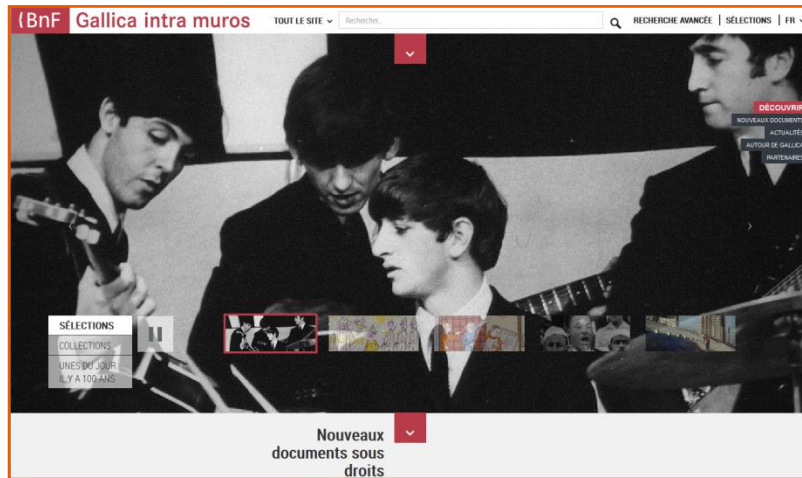 {BnF Gallica intra muros TOUT LE SITE Rechercher... RECHERCHE AVANCÉE | SÉLECTIONS | FR
DÉCOUVRIR
NOUVEAUX DOCUMENTS
ACTUALITÉS
AUTOUR DE GALLICA
PARTENAIRES
SÉLECTIONS
COLLECTIONS
UNES DU JOUR
IL Y A 100 ANS
Nouveaux
documents sous
droits